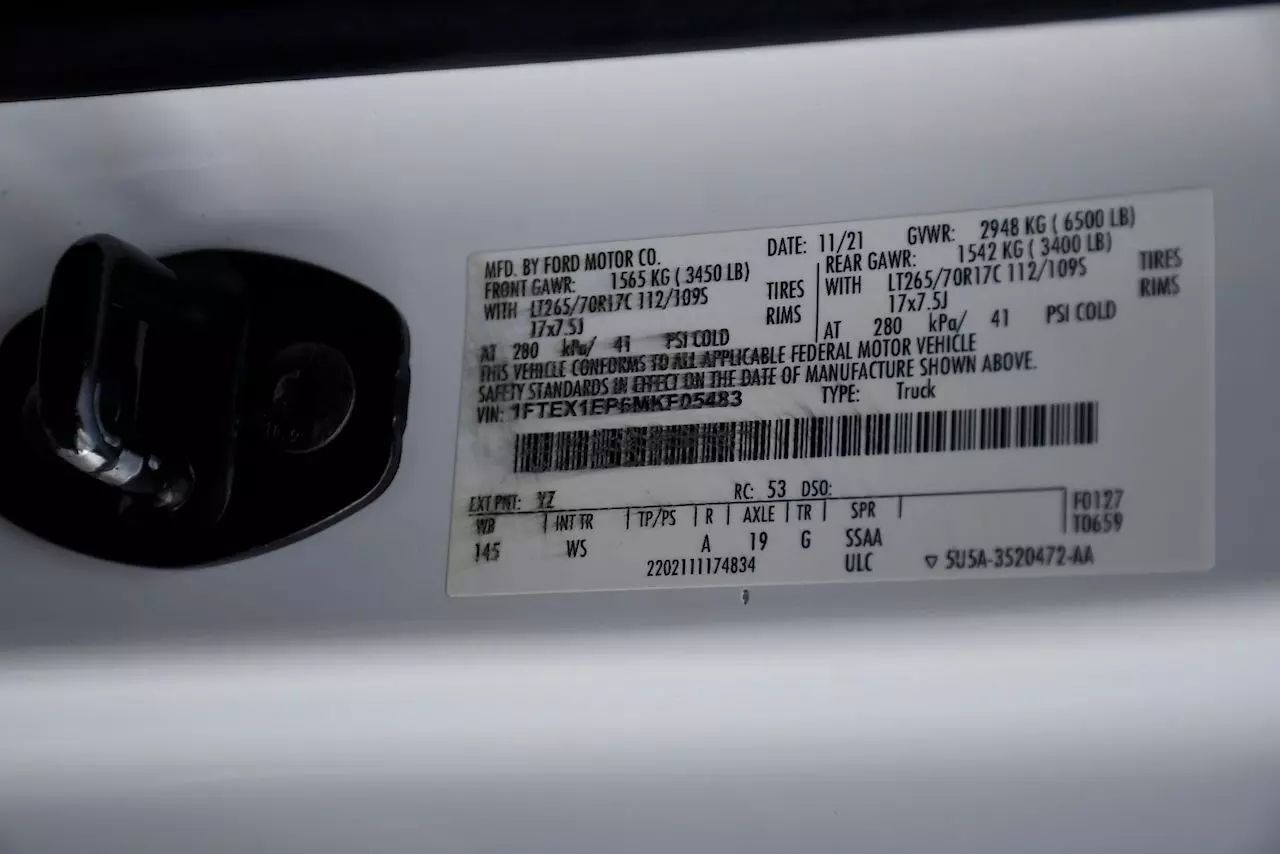 MFD. BY FORD MOTOR CO. DATE: 11/21 GVWR: 2948 KG ( 6500 LB)
FRONT GAWR: 1565 KG ( 3450 LB) REAR GAWR: 1542 KG ( 3400 LB)
WITH LT265/70R17C 112/109S TIRES WITH LT265/70R17C 112/109S TIRES
17x7.5J RIMS 17x7.5J RIMS
AT 280 kPa/ 41 PSI COLD AT 280 kPa/ 41 PSI COLD
THIS VEHICLE CONFORMS TO ALL APPLICABLE FEDERAL MOTOR VEHICLE
SAFETY STANDARDS IN EFFECT ON THE DATE OF MANUFACTURE SHOWN ABOVE.
VIN: 1FTEX1EP6MKF05483 TYPE: Truck
EXT PNT: YZ RC: 53 DSO:
WB INT TR TP/PS R AXLE TR SPR F0127
145 WS A 19 G SSAA T0659
2202111174834 ULC ▽ 5U5A-3520472-AA